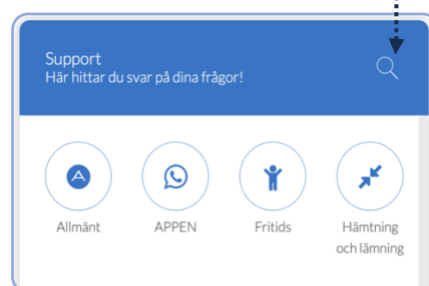 Support
Här hittar du svar på dina frågor!
Allmänt
APPEN
Fritids
Hämtning
och lämning